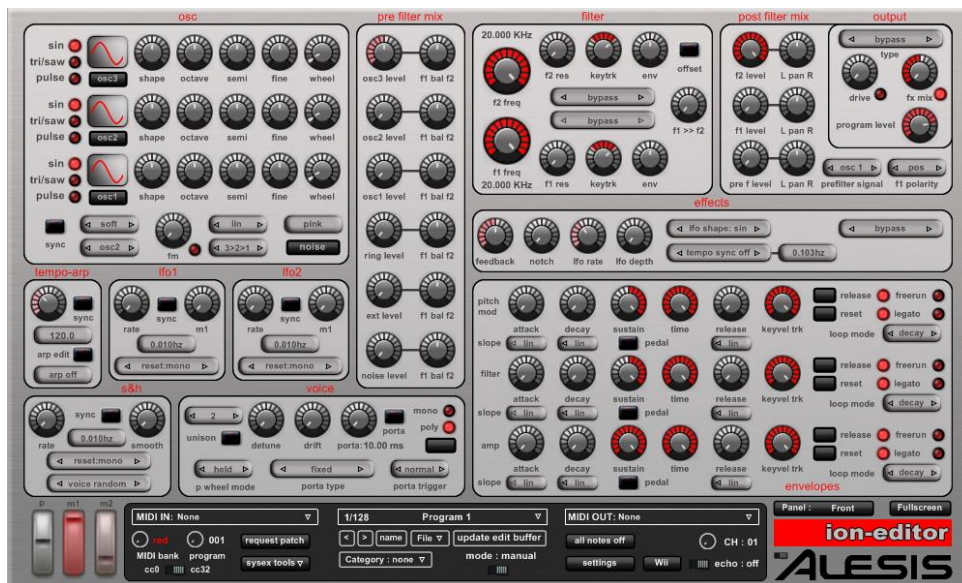 osc
sin
tri/saw
pulse
osc3
shape octave semi fine wheel
sin
tri/saw
pulse
osc2
shape octave semi fine wheel
sin
tri/saw
pulse
osc1
shape octave semi fine wheel
sync
soft
osc2
fm
lin
3>2>1
pink
noise
pre filter mix
osc3 level f1 bal f2
osc2 level f1 bal f2
osc1 level f1 bal f2
ring level f1 bal f2
ext level f1 bal f2
noise level f1 bal f2
filter
20.000 KHz
f2 freq
f2 res keytrk env
offset
bypass
bypass
f1 >> f2
f1 freq
20.000 KHz
f1 res keytrk env
post filter mix
f2 level L pan R
f1 level L pan R
pre f level L pan R
output
bypass
type
drive fx mix
program level
osc 1
prefilter signal
pos
f1 polarity
effects
feedback notch lfo rate lfo depth
lfo shape: sin
tempo sync off
0.103hz
bypass
tempo-arp
sync
120.0
arp edit
arp off
lfo1
rate sync m1
0.010hz
reset:mono
lfo2
rate sync m1
0.010hz
reset:mono
s&h
sync
rate 0.010hz smooth
reset:mono
voice random
voice
2
unison
detune drift porta:10.00 ms
porta
mono
poly
held
p wheel mode
fixed
porta type
normal
porta trigger
pitch mod
attack decay sustain time release keyvel trk
slope lin lin pedal lin
release freerun
reset legato
loop mode decay
filter
attack decay sustain time release keyvel trk
slope lin lin pedal lin
release freerun
reset legato
loop mode decay
amp
attack decay sustain time release keyvel trk
slope lin lin pedal lin
release freerun
reset legato
loop mode decay
envelopes
p m1 m2
MIDI IN: None
red 001
MIDI bank program
cc0 cc32
request patch
sysex tools
1/128 Program 1
< > name File update edit buffer
Category : none
mode : manual
MIDI OUT: None
all notes off
CH : 01
settings Wii echo : off
Panel : Front Fullscreen
ion-editor
ALESIS